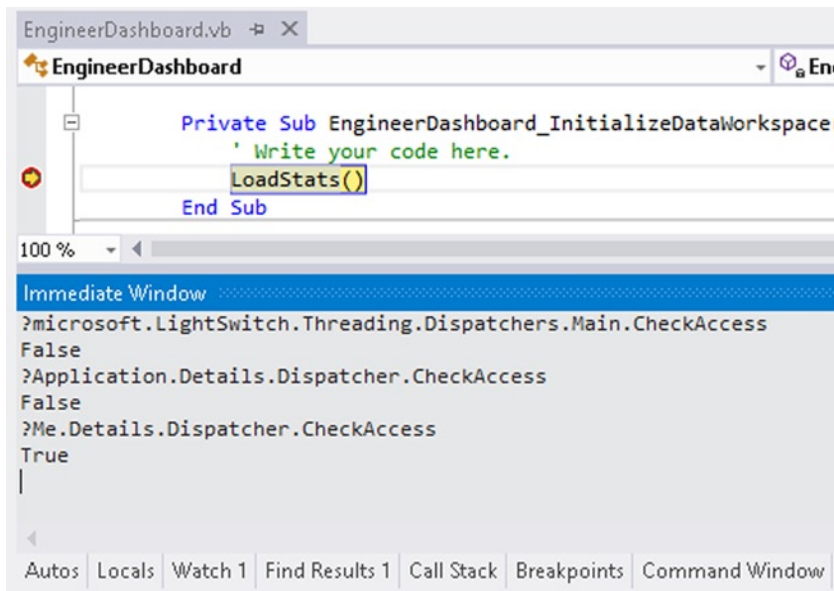 EngineerDashboard.vb
EngineerDashboard
Private Sub EngineerDashboard_InitializeDataWorkspace
' Write your code here.
LoadStats()
End Sub
100 %
Immediate Window
?microsoft.LightSwitch.Threading.Dispatchers.Main.CheckAccess
False
?Application.Details.Dispatcher.CheckAccess
False
?Me.Details.Dispatcher.CheckAccess
True
Autos Locals Watch 1 Find Results 1 Call Stack Breakpoints Command Window